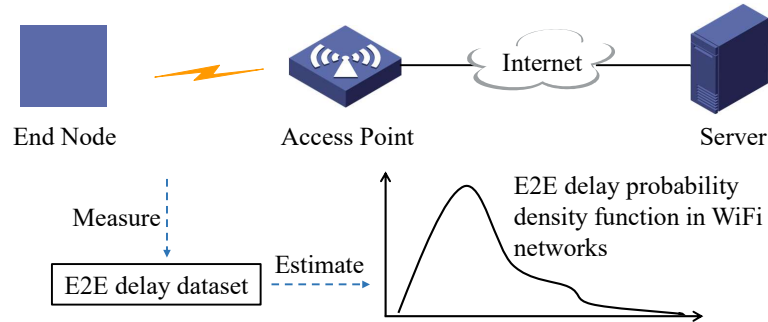 Internet
End Node
Access Point
Server
Measure
E2E delay dataset
Estimate
E2E delay probability
density function in WiFi
networks